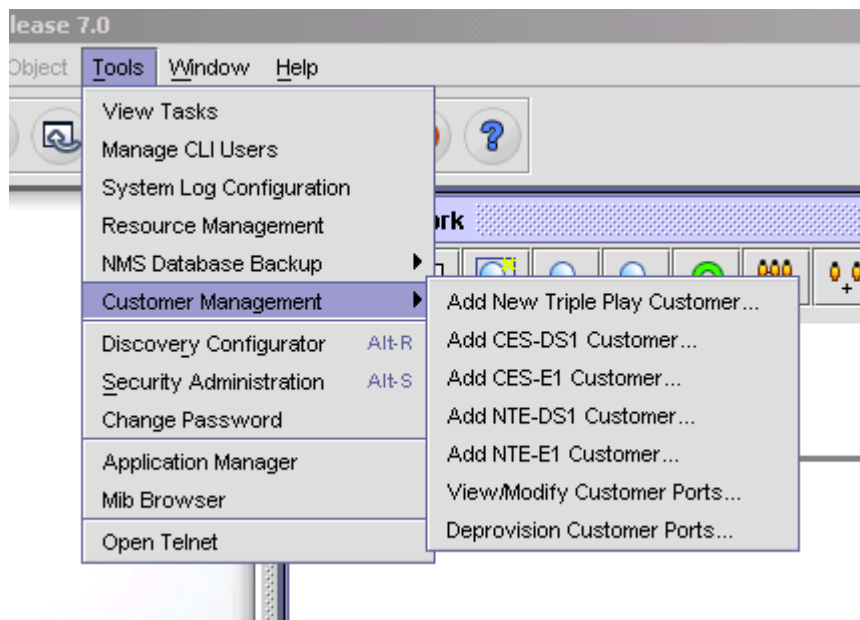 lease 7.0
Object Tools Window Help
View Tasks
Manage CLI Users
System Log Configuration
Resource Management
ork
NMS Database Backup
Customer Management
Add New Triple Play Customer...
Discovery Configurator Alt-R
Add CES-DS1 Customer...
Security Administration Alt-S
Add CES-E1 Customer...
Change Password
Add NTE-DS1 Customer...
Application Manager
Add NTE-E1 Customer...
Mib Browser
View/Modify Customer Ports...
Open Telnet
Deprovision Customer Ports...